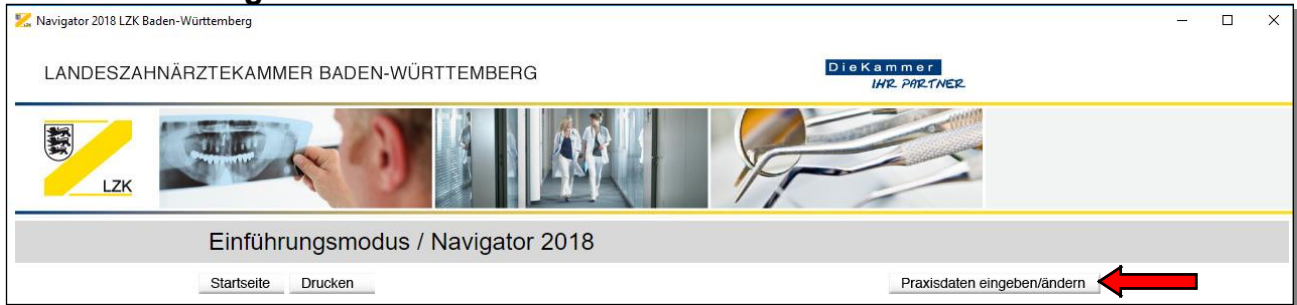 Navigator 2018 LZK Baden-Württemberg
LANDESZAHNÄRZTEKAMMER BADEN-WÜRTTEMBERG
DieKammer
IHR PARTNER
LZK
Einführungsmodus / Navigator 2018
Startseite Drucken Praxisdaten eingeben/ändern